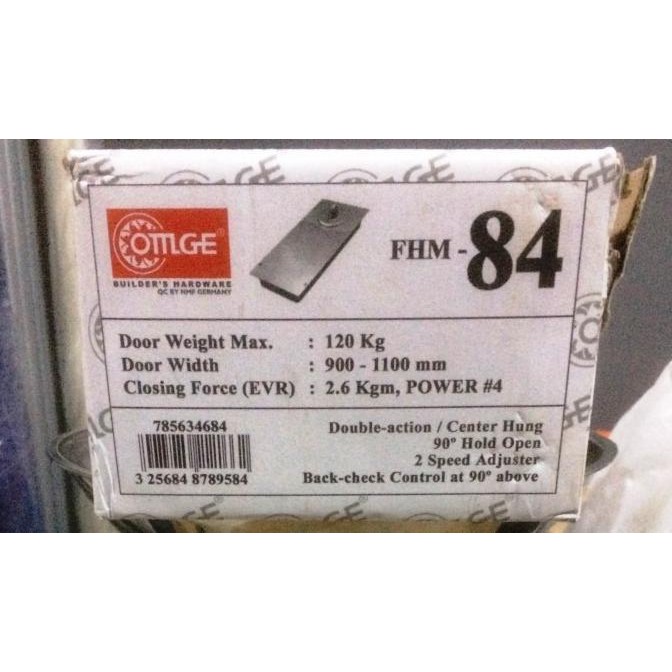 OTTLGE®
BUILDER'S HARDWARE
QC BY NMF GERMANY
FHM - 84
Door Weight Max. : 120 Kg
Door Width : 900 - 1100 mm
Closing Force (EVR) : 2.6 Kgm, POWER #4
785634684
3 25684 8789584
Double-action / Center Hung
90° Hold Open
2 Speed Adjuster
Back-check Control at 90° above